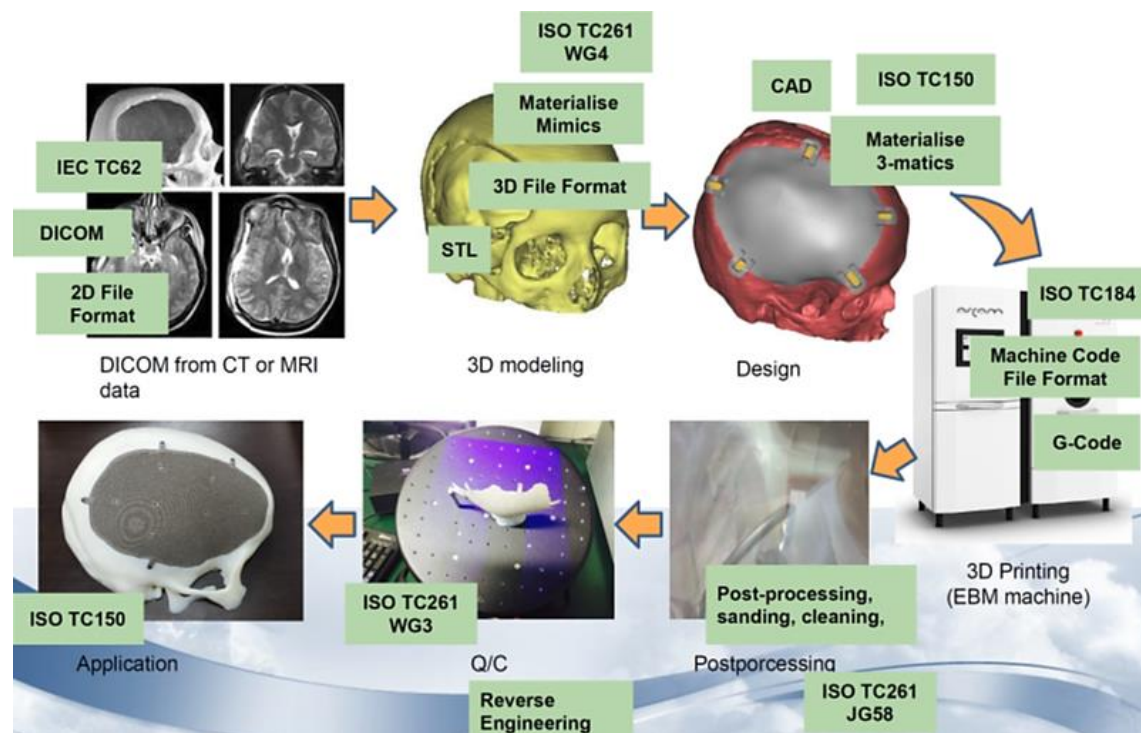 ISO TC261
WG4
CAD
ISO TC150
Materialise
Mimics
Materialise
3-matics
IEC TC62
3D File Format
DICOM
STL
2D File
Format
ISO TC184
arcam
Machine Code
File Format
G-Code
DICOM from CT or MRI
data
3D modeling
Design
3D Printing
(EBM machine)
Post-processing,
sanding, cleaning,
ISO TC261
WG3
ISO TC150
Application
Q/C
Postporcessing
Reverse
Engineering
ISO TC261
JG58